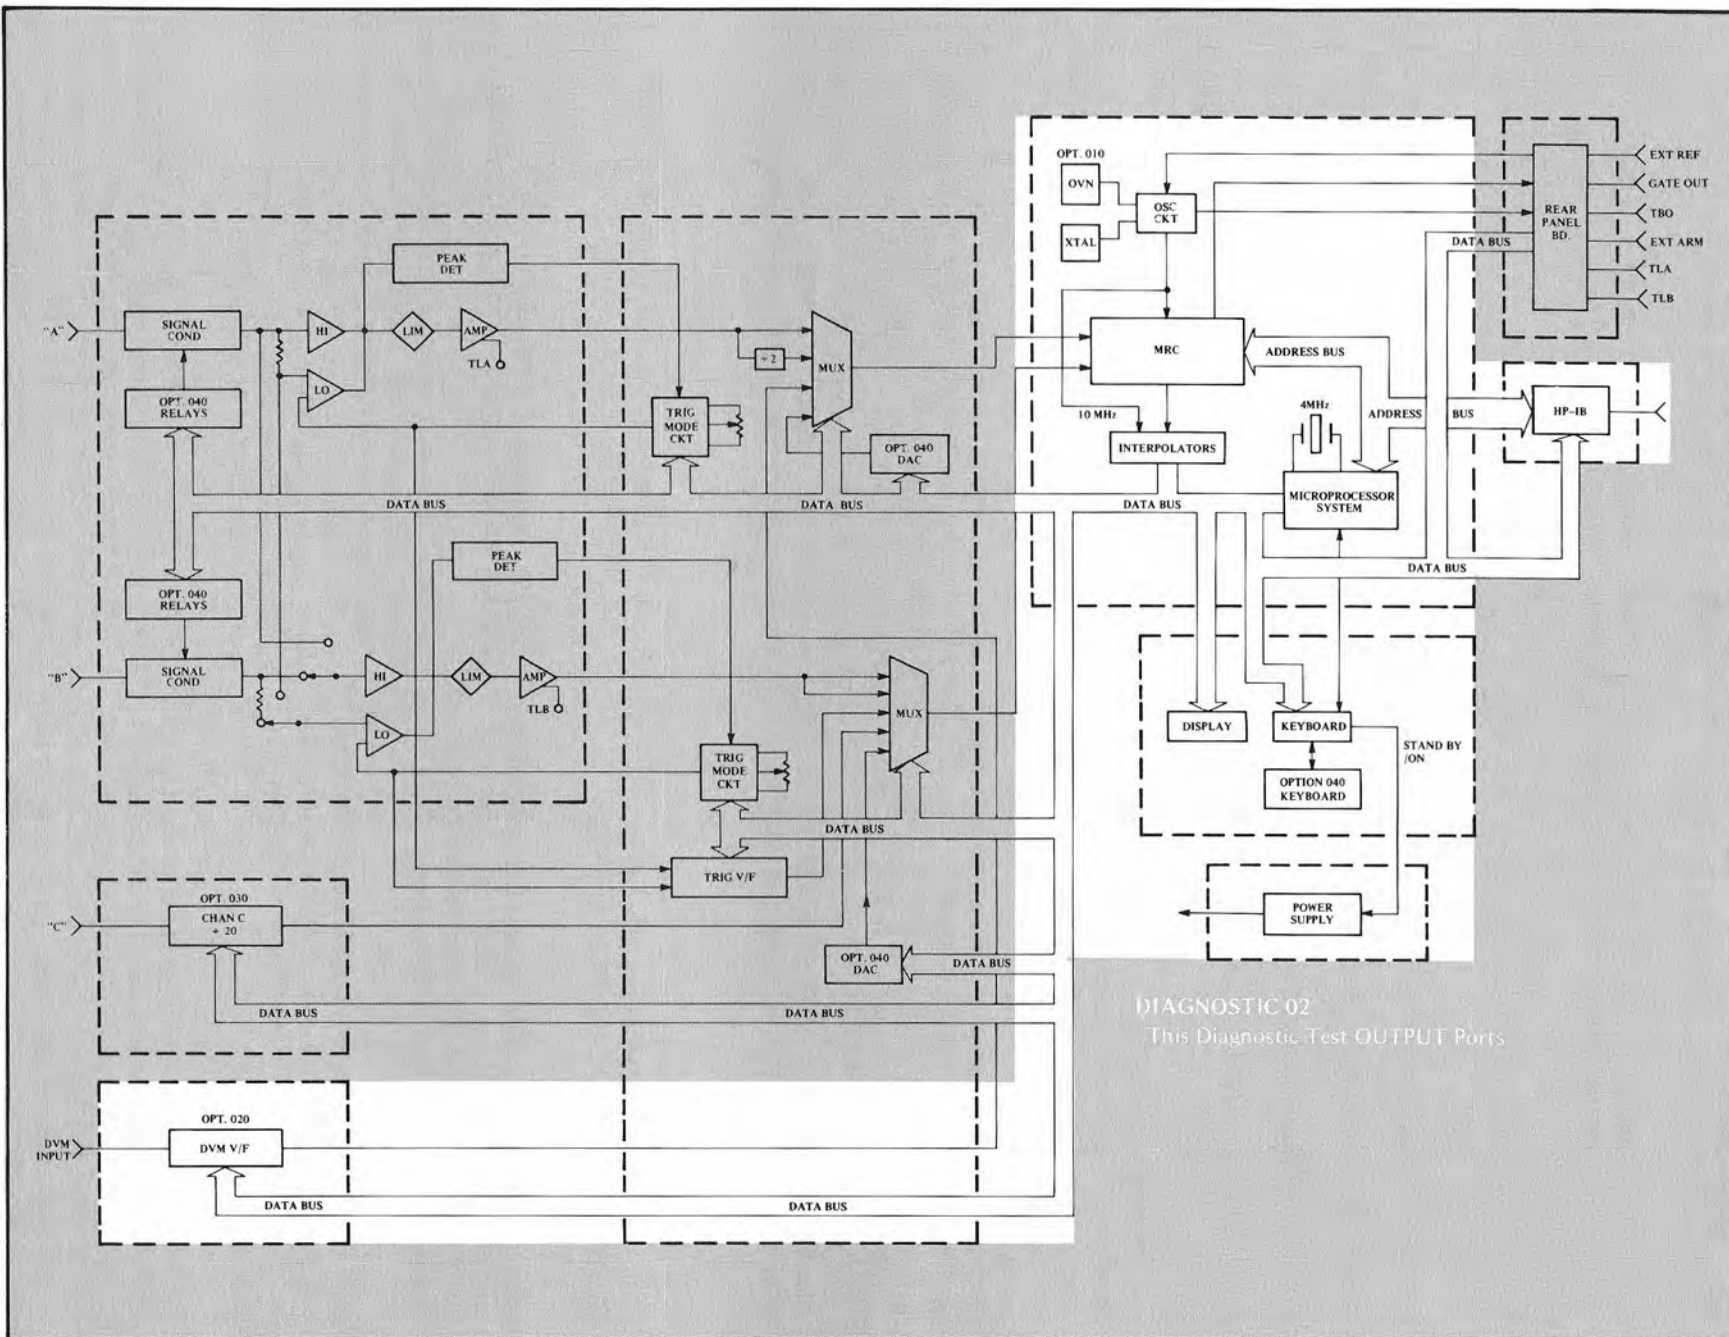 OPT. 010
OVN
XTAL
OSC
CKT
REAR
PANEL
BD.
EXT REF
GATE OUT
TBO
EXT ARM
TLA
TLB
DATA BUS
PEAK
DET
"A"
SIGNAL
COND
HI
LIM
AMP
TLA
LO
OPT. 040
RELAYS
TRIG
MODE
CKT
÷ 2
MUX
OPT. 040
DAC
MRC
ADDRESS BUS
10 MHz
INTERPOLATORS
4MHz
ADDRESS BUS
HP-IB
MICROPROCESSOR
SYSTEM
DATA BUS
DATA BUS
DATA BUS
DATA BUS
PEAK
DET
OPT. 040
RELAYS
"B"
SIGNAL
COND
HI
LIM
AMP
TLB
LO
TRIG
MODE
CKT
MUX
DATA BUS
TRIG V/F
DISPLAY
KEYBOARD
STAND BY
/ON
OPTION 040
KEYBOARD
POWER
SUPPLY
"C"
OPT. 030
CHAN C
÷ 20
OPT. 040
DAC
DATA BUS
DATA BUS
DATA BUS
DIAGNOSTIC 02
This Diagnostic Test OUTPUT Ports
DVM
INPUT
OPT. 020
DVM V/F
DATA BUS
DATA BUS